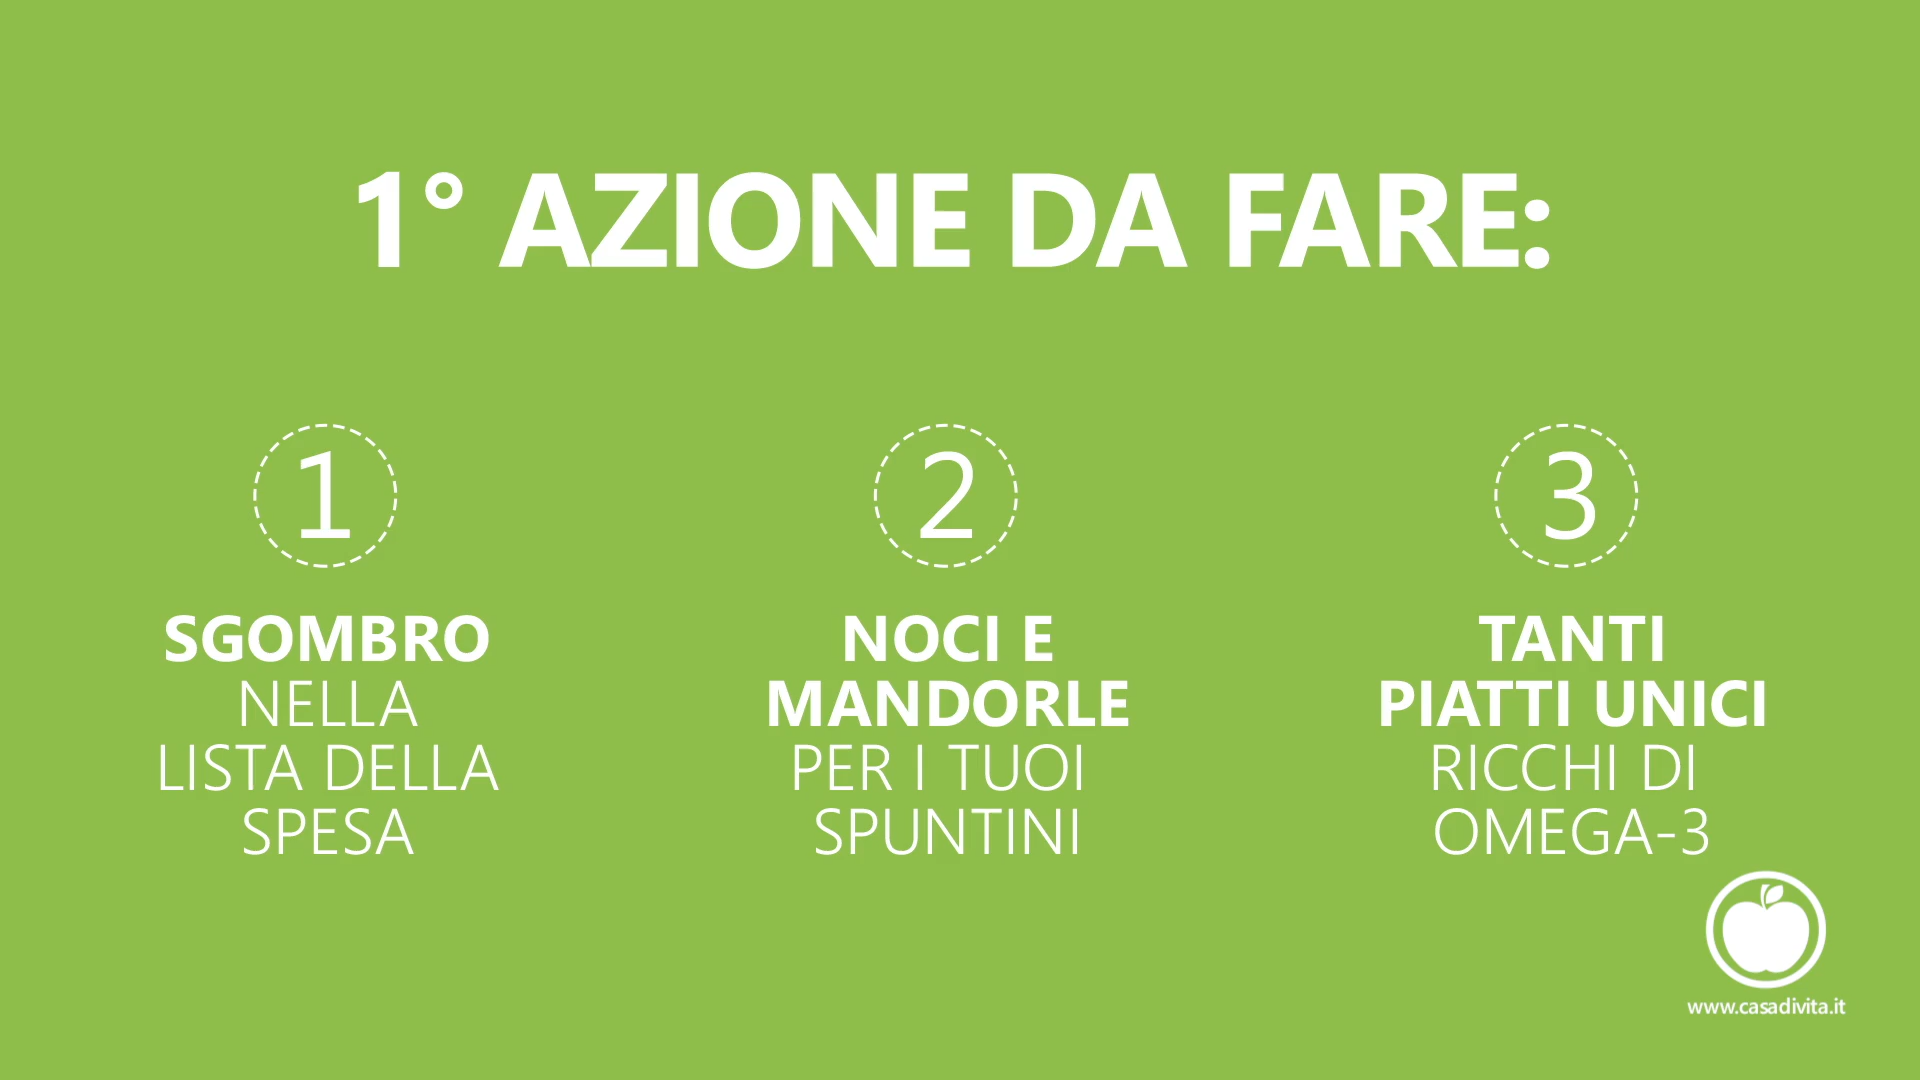 1° AZIONE DA FARE:
1
SGOMBRO
NELLA
LISTA DELLA
SPESA
2
NOCI E
MANDORLE
PER I TUOI
SPUNTINI
3
TANTI
PIATTI UNICI
RICCHI DI
OMEGA-3
www.casadivita.it